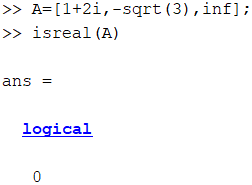 >> A=[1+2i,-sqrt(3),inf];
>> isreal(A)
ans =
logical
0